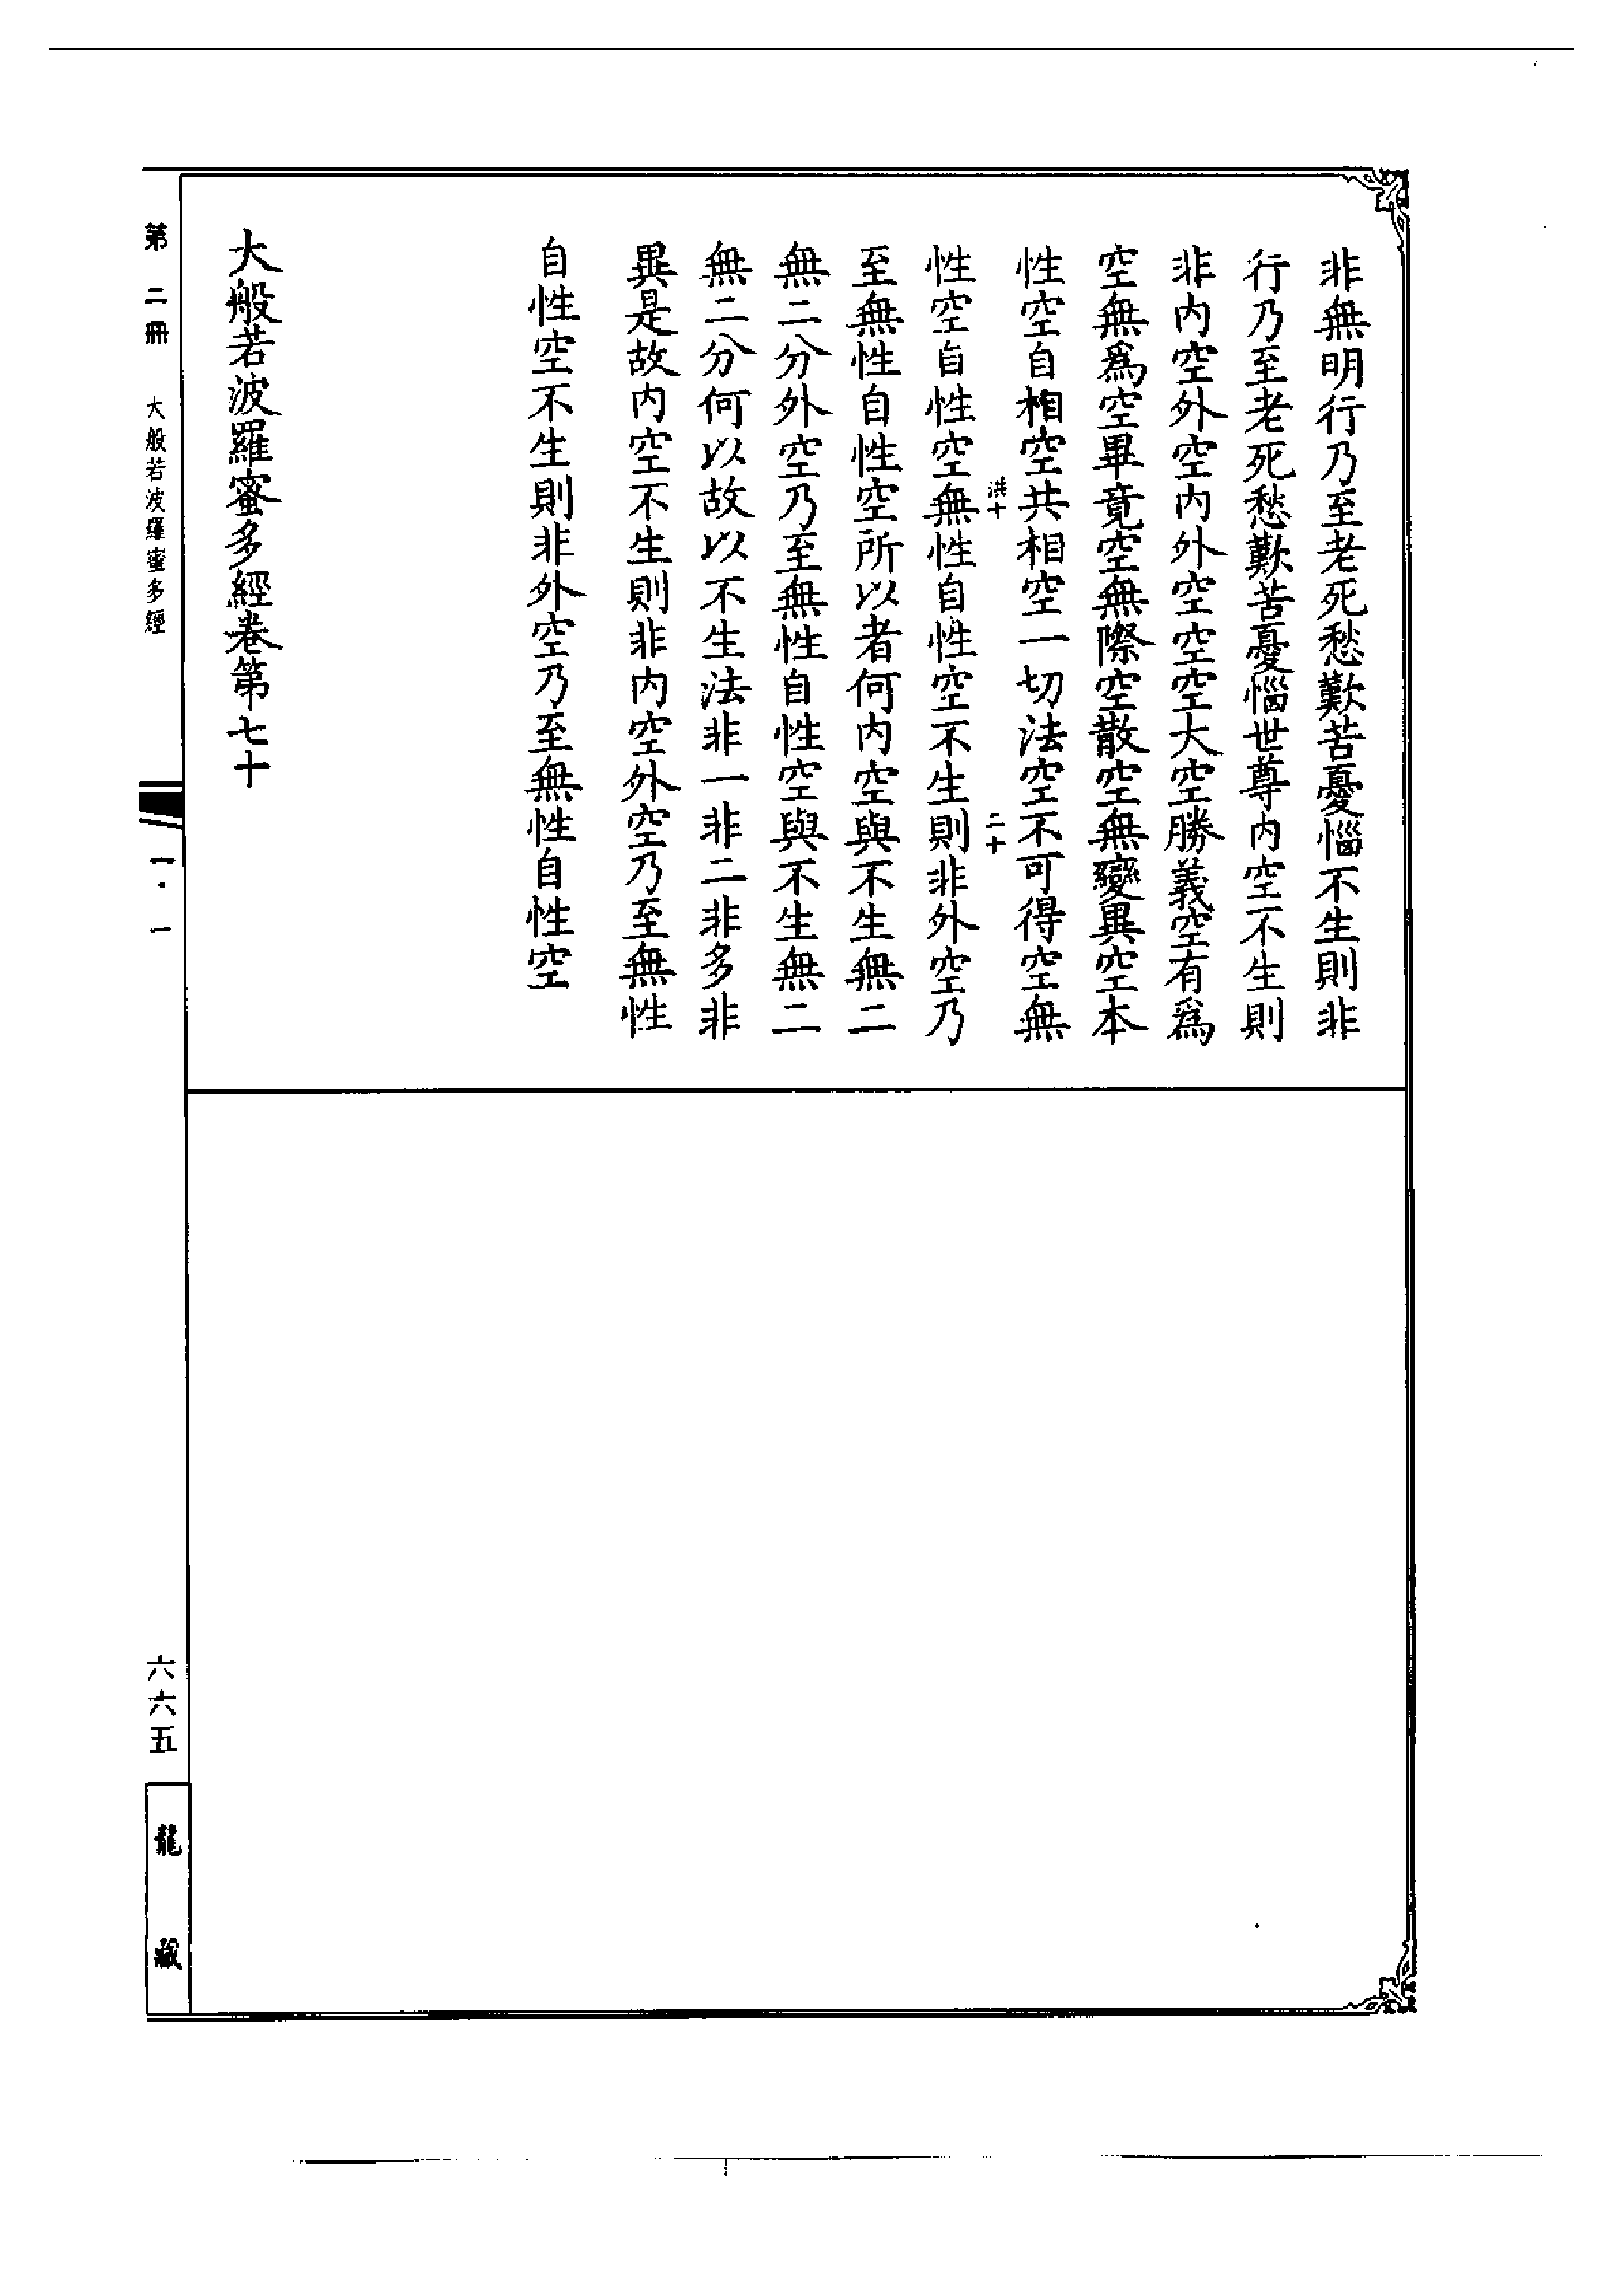 非無明行乃至老死愁歎苦憂惱不生則非
行乃至老死愁歎苦憂惱世尊內空不生則
非內空外空內外空空空大空勝義空有為
空無為空畢竟空無際空散空無變異空本
性空自相空共相空一切法空不可得空無
洪十
二十
性空自性空無性自性空不生則非外空乃
至無性自性空所以者何內空與不生無二
無二分外空乃至無性自性空與不生無二
無二分何以故以不生法非一非二非多非
異是故內空不生則非內空外空乃至無性
自性空不生則非外空乃至無性自性空
大般若波羅蜜多經卷第七十
第二冊 大般若波羅蜜多經
一·一
六六五
龍藏